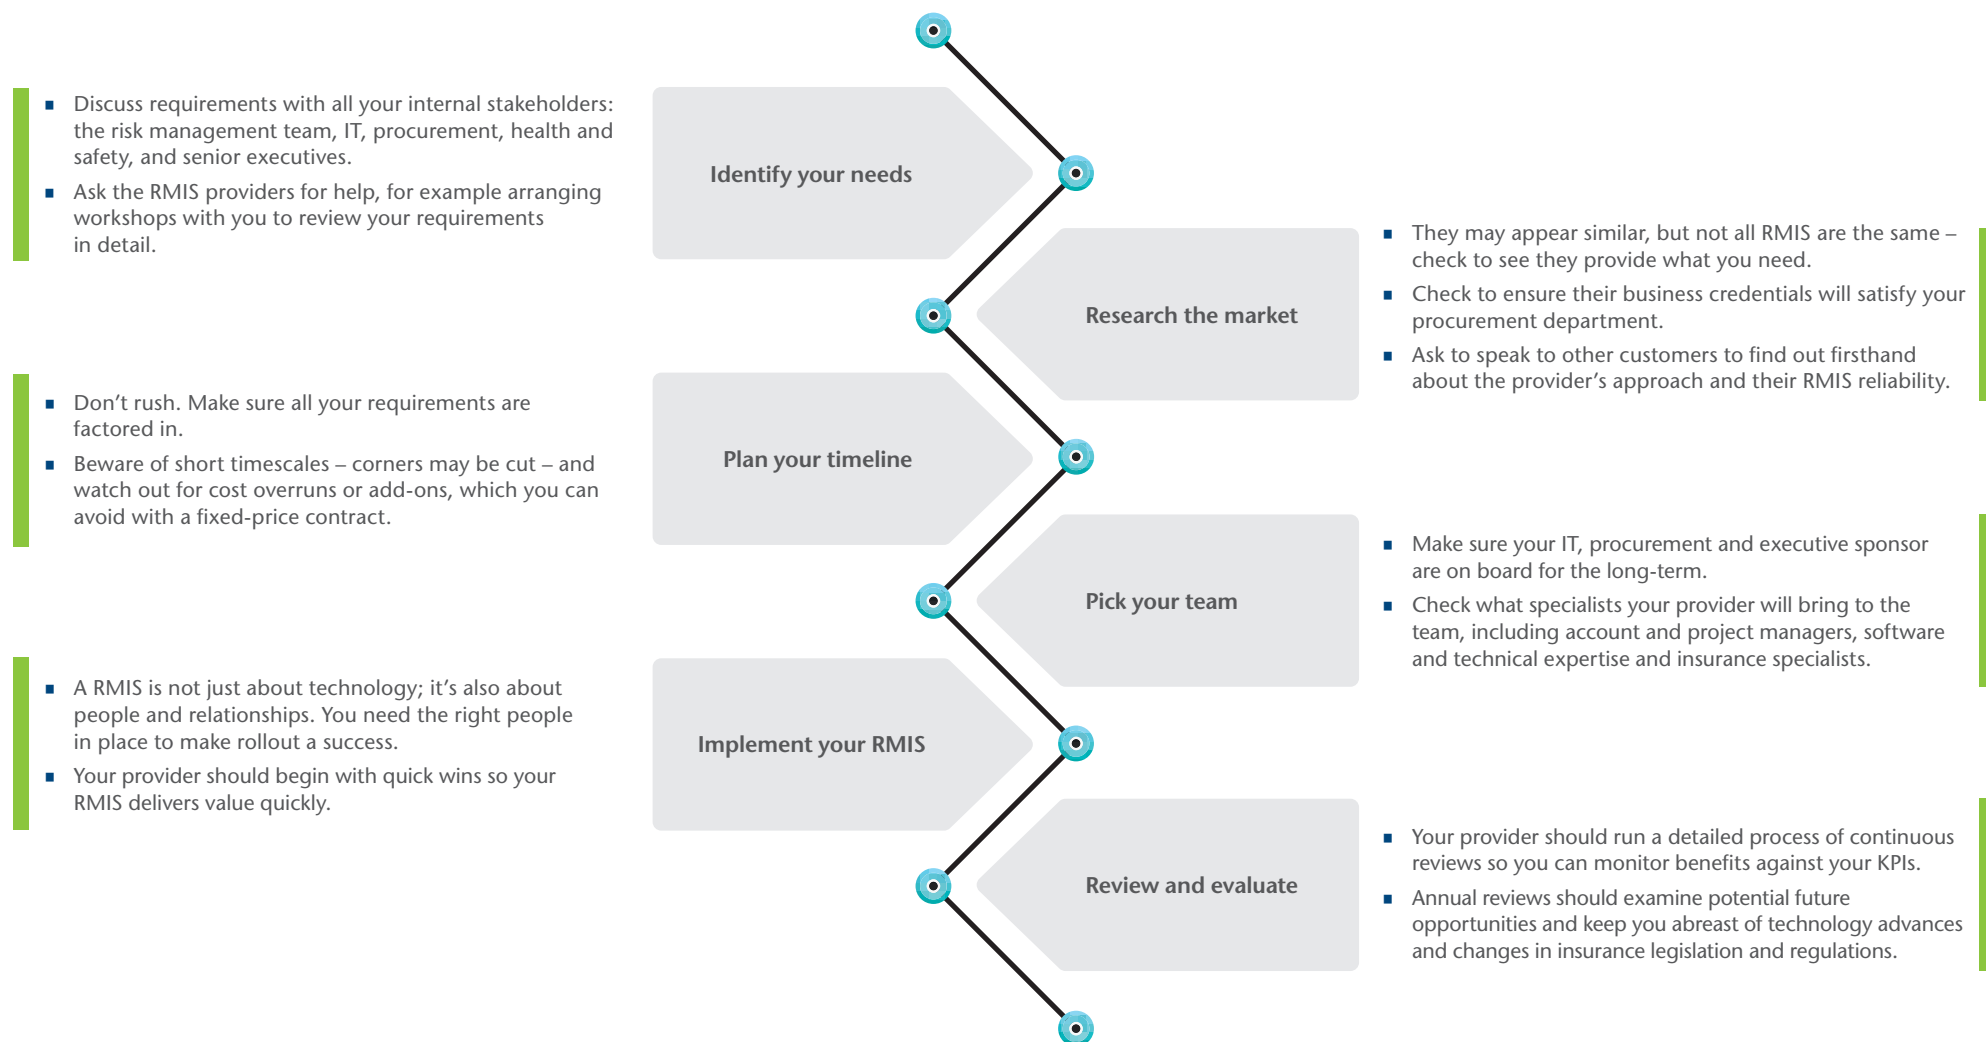 Identify your needs
■ Discuss requirements with all your internal stakeholders:
the risk management team, IT, procurement, health and
safety, and senior executives.
■ Ask the RMIS providers for help, for example arranging
workshops with you to review your requirements
in detail.
Research the market
■ They may appear similar, but not all RMIS are the same –
check to see they provide what you need.
■ Check to ensure their business credentials will satisfy your
procurement department.
■ Ask to speak to other customers to find out firsthand
about the provider’s approach and their RMIS reliability.
Plan your timeline
■ Don’t rush. Make sure all your requirements are
factored in.
■ Beware of short timescales – corners may be cut – and
watch out for cost overruns or add-ons, which you can
avoid with a fixed-price contract.
Pick your team
■ Make sure your IT, procurement and executive sponsor
are on board for the long-term.
■ Check what specialists your provider will bring to the
team, including account and project managers, software
and technical expertise and insurance specialists.
Implement your RMIS
■ A RMIS is not just about technology; it’s also about
people and relationships. You need the right people
in place to make rollout a success.
■ Your provider should begin with quick wins so your
RMIS delivers value quickly.
Review and evaluate
■ Your provider should run a detailed process of continuous
reviews so you can monitor benefits against your KPIs.
■ Annual reviews should examine potential future
opportunities and keep you abreast of technology advances
and changes in insurance legislation and regulations.